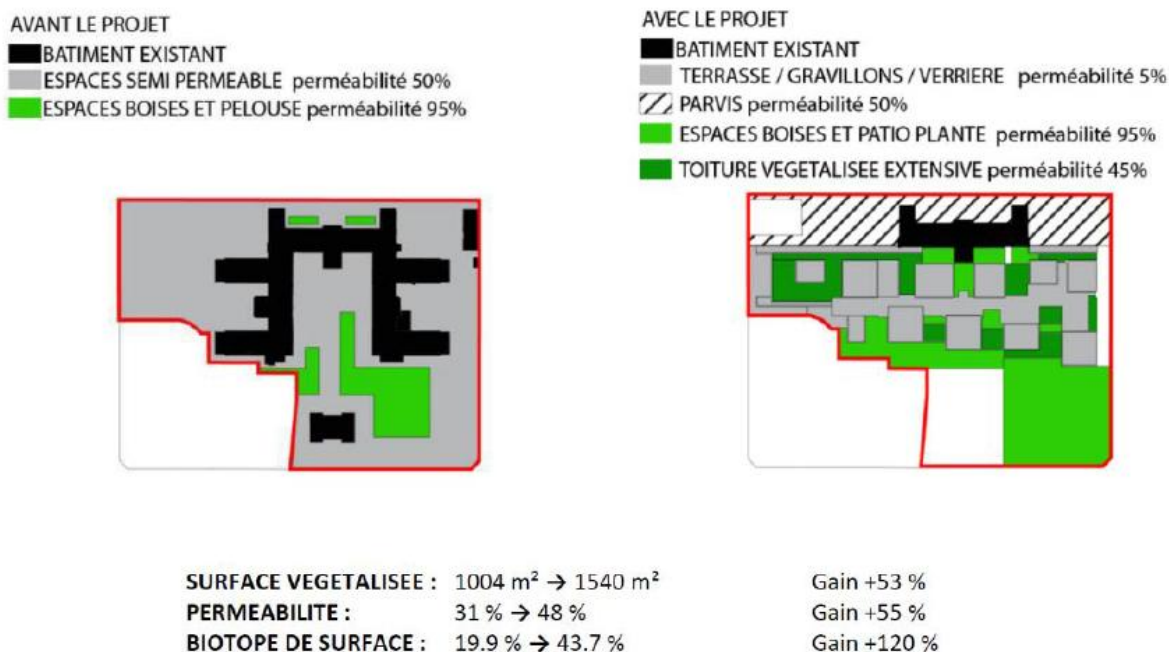 AVANT LE PROJET
BATIMENT EXISTANT
ESPACES SEMI PERMEABLE perméabilité 50%
ESPACES BOISES ET PELOUSE perméabilité 95%
AVEC LE PROJET
BATIMENT EXISTANT
TERRASSE / GRAVILLONS / VERRIERE perméabilité 5%
PARVIS perméabilité 50%
ESPACES BOISES ET PATIO PLANTE perméabilité 95%
TOITURE VEGETALISEE EXTENSIVE perméabilité 45%
SURFACE VEGETALISEE : 1004 m² → 1540 m² Gain +53 %
PERMEABILITE : 31 % → 48 % Gain +55 %
BIOTOPE DE SURFACE : 19.9 % → 43.7 % Gain +120 %